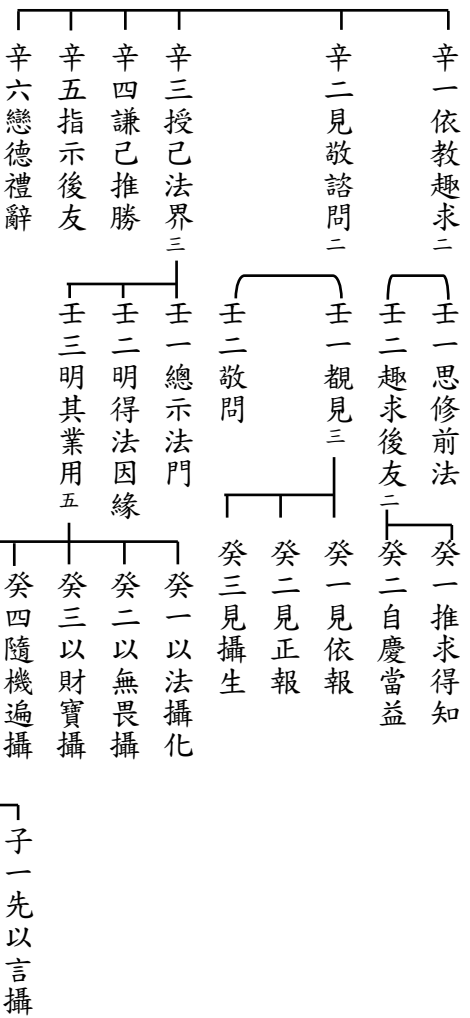 辛一依教趣求二
辛二見敬諮問二
辛三授己法界三
辛四謙己推勝
辛五指示後友
辛六戀德禮辭
壬一思修前法
壬二趣求後友二
壬一覩見三
壬二敬問
壬一總示法門
壬二明得法因緣
壬三明其業用五
癸一推求得知
癸二自慶當益
癸一見依報
癸二見正報
癸三見攝生
癸一以法攝化
癸二以無畏攝
癸三以財寶攝
癸四隨機遍攝
子一先以言攝